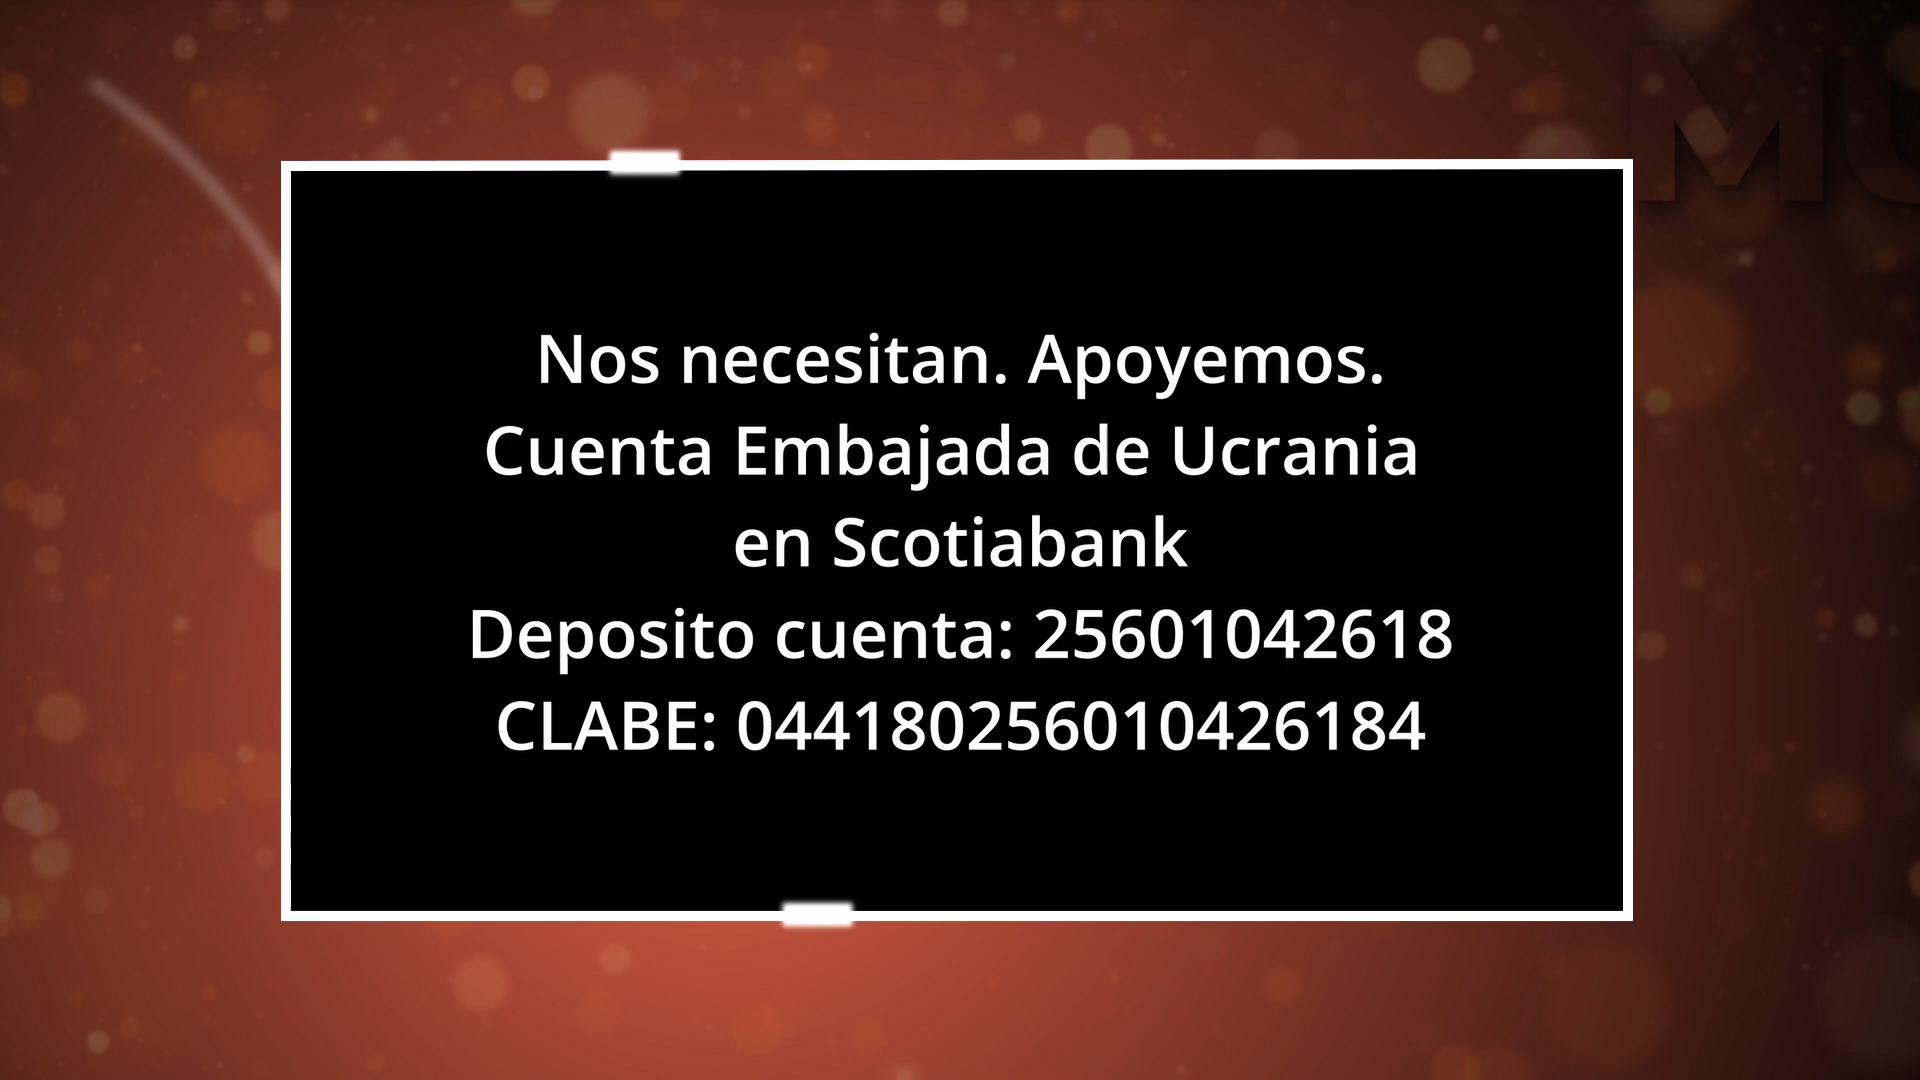 Nos necesitan. Apoyemos.
Cuenta Embajada de Ucrania
en Scotiabank
Deposito cuenta: 25601042618
CLABE: 044180256010426184